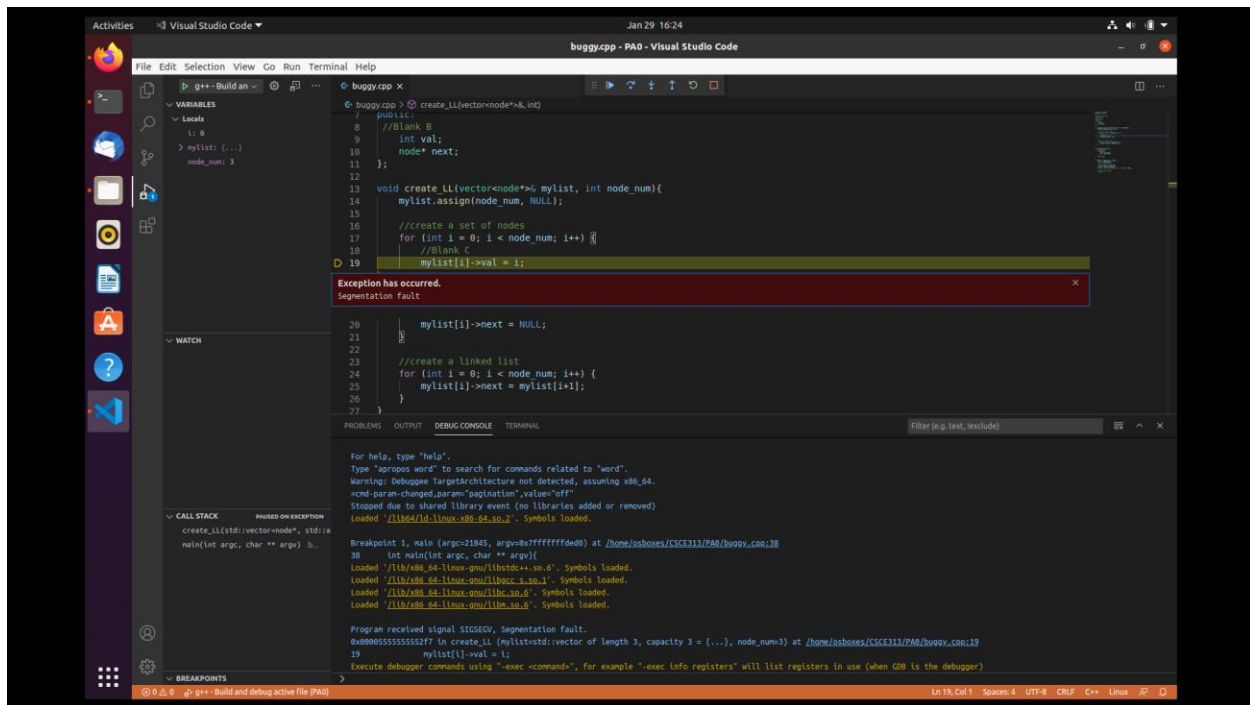 Activities
Visual Studio Code
Jan 29 16:24
buggy.cpp - PA0 - Visual Studio Code
File Edit Selection View Go Run Terminal Help
g++ - Build an
buggy.cpp
VARIABLES
Locals
i: 0
mylist: {...}
node_num: 3
WATCH
CALL STACK
PAUSED ON EXCEPTION
create_LL(std::vector<node*, std::a
main(int argc, char ** argv) b...
BREAKPOINTS
buggy.cpp > create_LL(vector<node*>&, int)
7 public:
8 //Blank B
9 int val;
10 node* next;
11 };
12
13 void create_LL(vector<node*>& mylist, int node_num){
14 mylist.assign(node_num, NULL);
15
16 //create a set of nodes
17 for (int i = 0; i < node_num; i++) {
18 //Blank C
19 mylist[i]->val = i;
Exception has occurred.
Segmentation fault
20 mylist[i]->next = NULL;
21 }
22
23 //create a linked list
24 for (int i = 0; i < node_num; i++) {
25 mylist[i]->next = mylist[i+1];
26 }
27 }
PROBLEMS OUTPUT DEBUG CONSOLE TERMINAL
Filter (e.g. text, !exclude)
For help, type "help".
Type "apropos word" to search for commands related to "word".
Warning: Debuggee TargetArchitecture not detected, assuming x86_64.
=cmd-param-changed,param="pagination",value="off"
Stopped due to shared library event (no libraries added or removed)
Loaded '/lib64/ld-linux-x86-64.so.2'. Symbols loaded.
Breakpoint 1, main (argc=21845, argv=0x7fffffffded0) at /home/osboxes/CSCE313/PA0/buggy.cpp:38
38 int main(int argc, char ** argv){
Loaded '/lib/x86_64-linux-gnu/libstdc++.so.6'. Symbols loaded.
Loaded '/lib/x86_64-linux-gnu/libgcc_s.so.1'. Symbols loaded.
Loaded '/lib/x86_64-linux-gnu/libc.so.6'. Symbols loaded.
Loaded '/lib/x86_64-linux-gnu/libm.so.6'. Symbols loaded.
Program received signal SIGSEGV, Segmentation fault.
0x00005555555552f7 in create_LL (mylist=std::vector of length 3, capacity 3 = {...}, node_num=3) at /home/osboxes/CSCE313/PA0/buggy.cpp:19
19 mylist[i]->val = i;
Execute debugger commands using "-exec <command>", for example "-exec info registers" will list registers in use (when GDB is the debugger)
>
0 0 g++ - Build and debug active file (PA0)
Ln 19, Col 1 Spaces: 4 UTF-8 CRLF C++ Linux